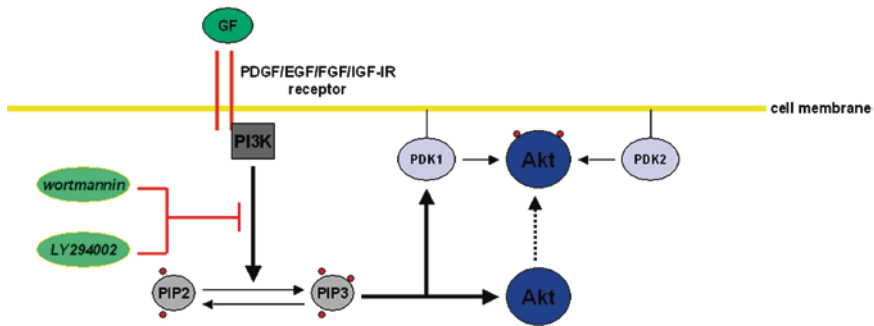 GF
PDGF/EGF/FGF/IGF-IR
receptor
cell membrane
PI3K
PDK1
Akt
PDK2
wortmannin
LY294002
PIP2
PIP3
Akt